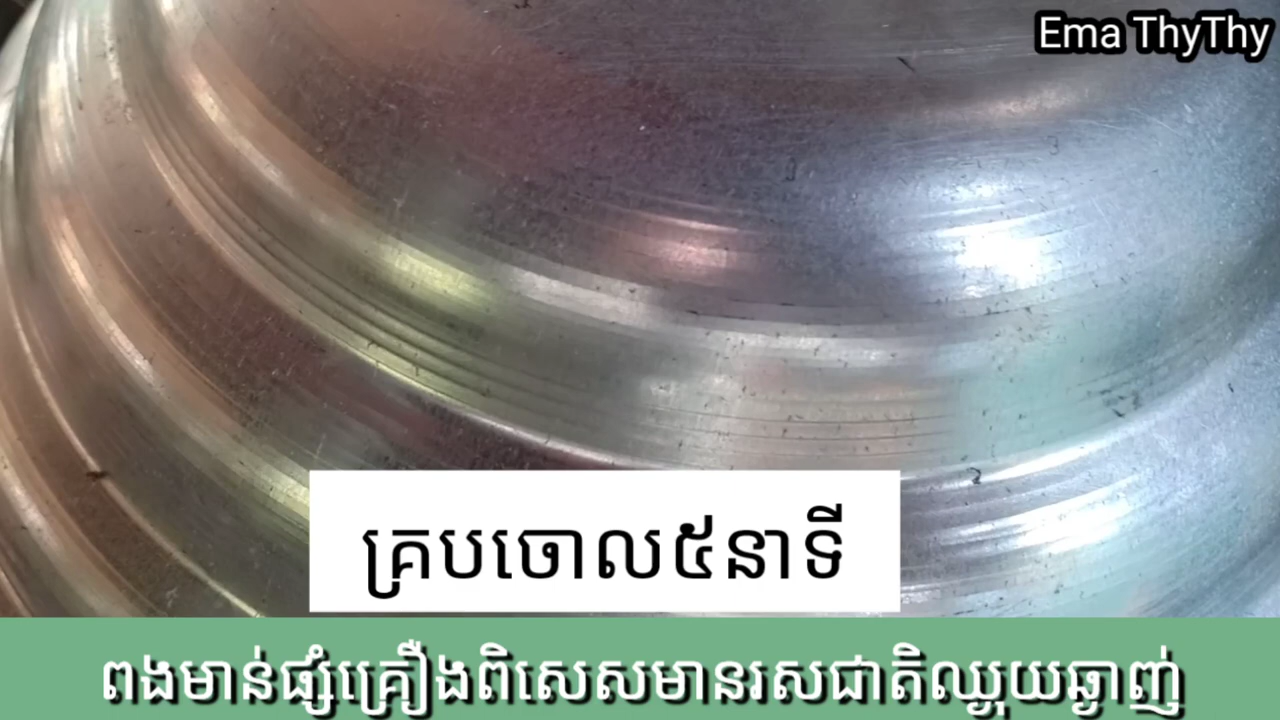 Ema ThyThy
គ្របចោល៥នាទី
ពងមាន់ផ្សំគ្រឿងពិសេសមានរសជាតិឈ្ងុយឆ្ងាញ់